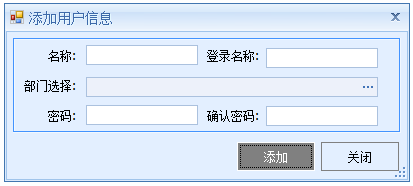 添加用户信息
名称: 登录名称:
部门选择: ...
密码: 确认密码:
添加 关闭